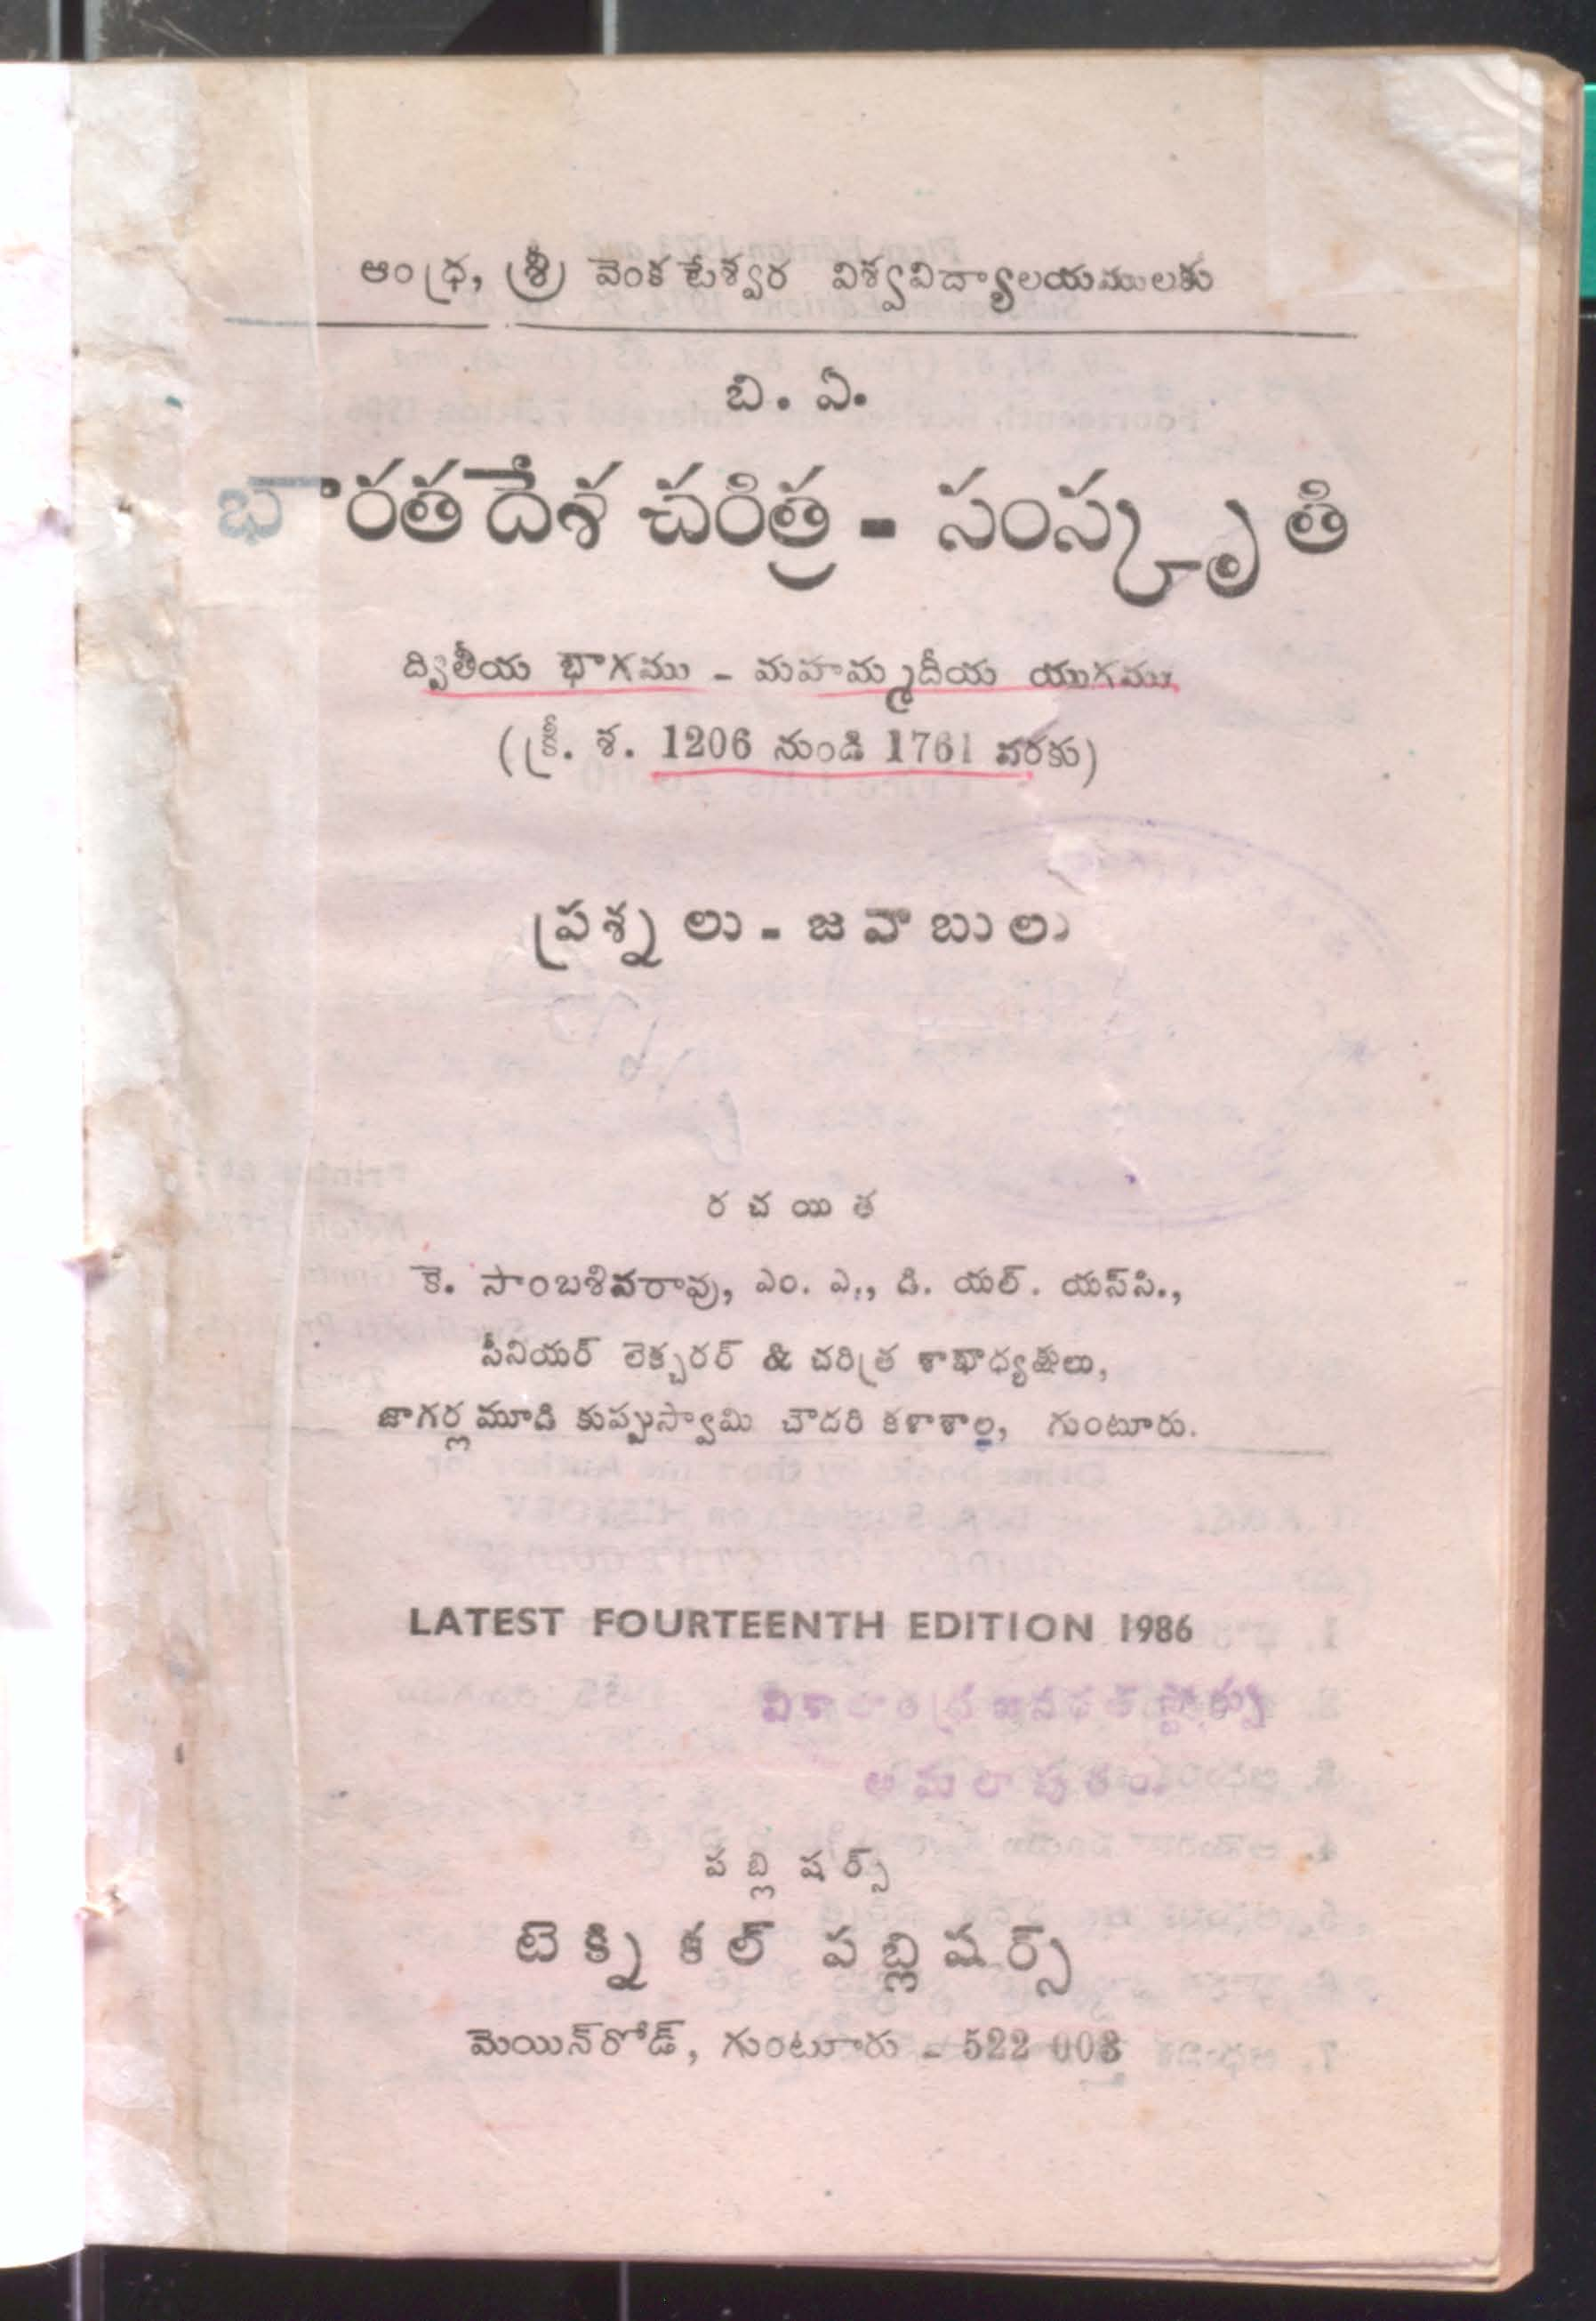 ఆంధ్ర, శ్రీ వెంకటేశ్వర విశ్వవిద్యాలయములకు
బి. ఏ.
భారతదేశ చరిత్ర - సంస్కృతి
ద్వితీయ భాగము - మహమ్మదీయ యుగము
(క్రీ. శ. 1206 నుండి 1761 వరకు)
ప్రశ్నలు - జవాబులు
రచయిత
కె. సాంబశివరావు, ఎం. ఎ., డి. యల్. యస్‌సి.,
సీనియర్ లెక్చరర్ & చరిత్ర శాఖాధ్యక్షులు,
జాగర్లమూడి కుప్పుస్వామి చౌదరి కళాశాల, గుంటూరు.
LATEST FOURTEENTH EDITION 1986
అమలాపురం
పబ్లిషర్స్
టెక్నికల్ పబ్లిషర్స్
మెయిన్‌రోడ్, గుంటూరు - 522 003